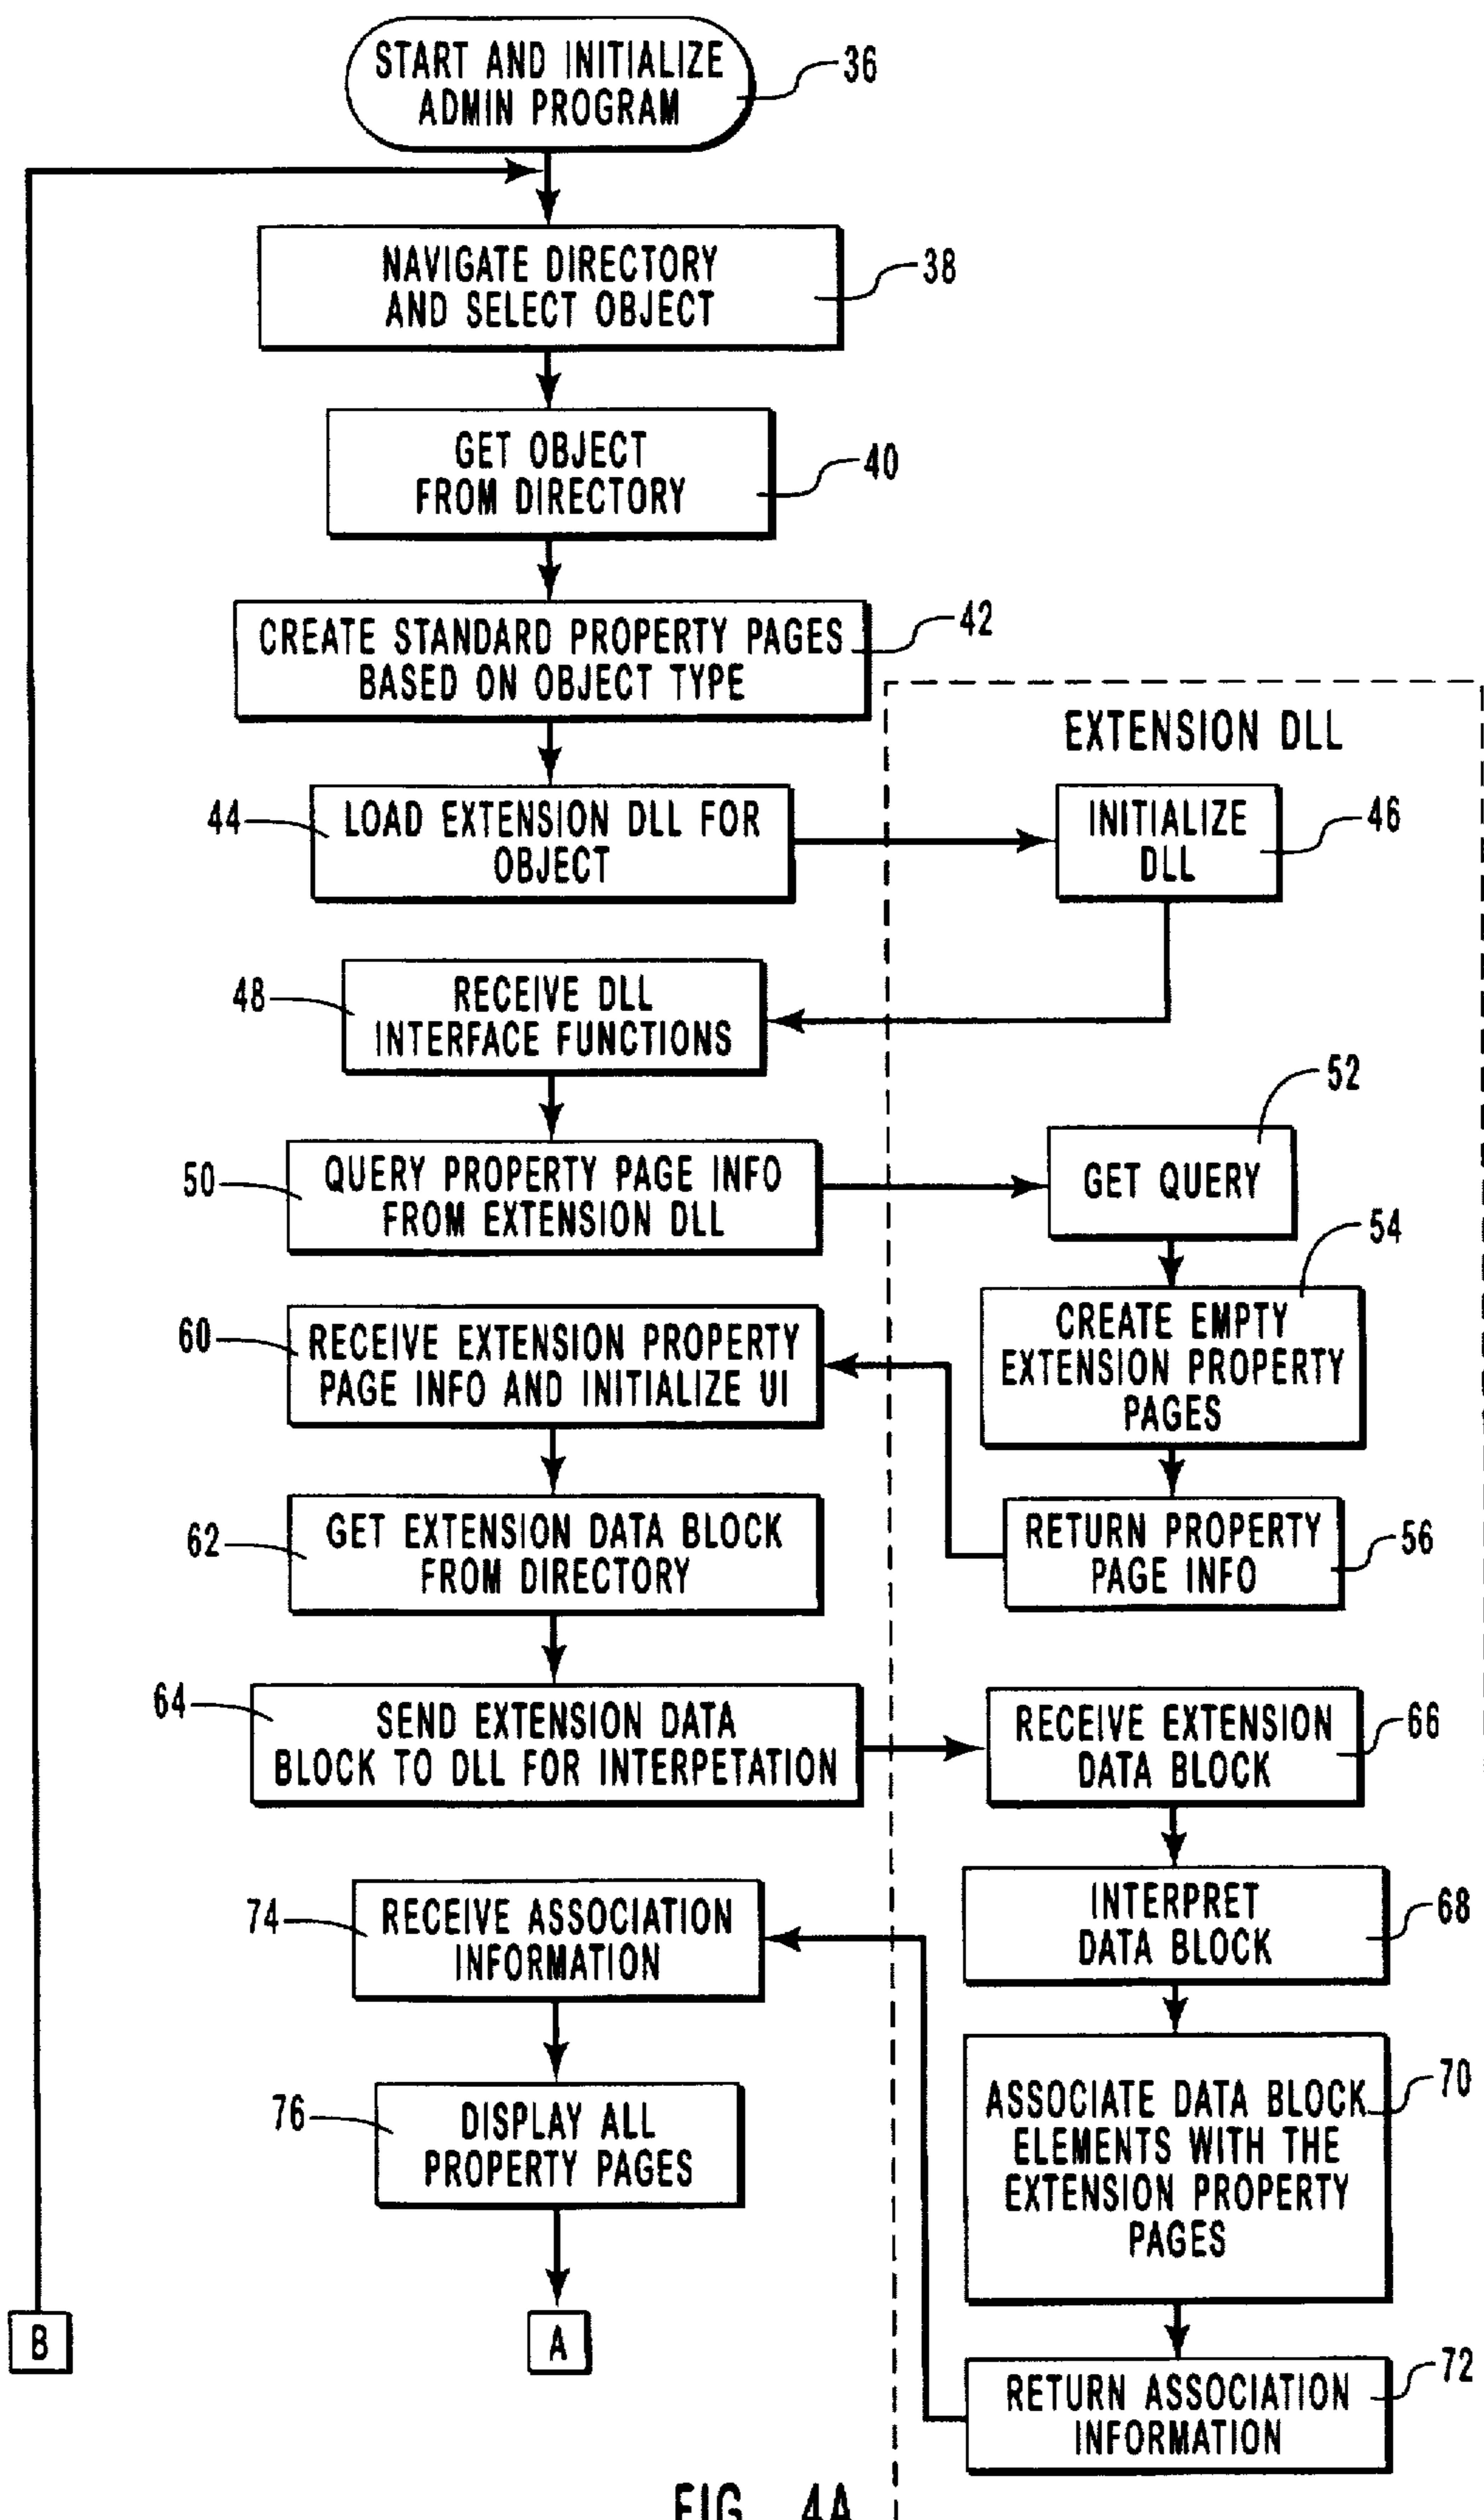 START AND INITIALIZE
ADMIN PROGRAM
36
NAVIGATE DIRECTORY
AND SELECT OBJECT
38
GET OBJECT
FROM DIRECTORY
40
CREATE STANDARD PROPERTY PAGES
BASED ON OBJECT TYPE
42
EXTENSION DLL
44
LOAD EXTENSION DLL FOR
OBJECT
INITIALIZE
DLL
46
48
RECEIVE DLL
INTERFACE FUNCTIONS
50
QUERY PROPERTY PAGE INFO
FROM EXTENSION DLL
52
GET QUERY
54
CREATE EMPTY
EXTENSION PROPERTY
PAGES
60
RECEIVE EXTENSION PROPERTY
PAGE INFO AND INITIALIZE UI
RETURN PROPERTY
PAGE INFO
56
62
GET EXTENSION DATA BLOCK
FROM DIRECTORY
64
SEND EXTENSION DATA
BLOCK TO DLL FOR INTERPETATION
RECEIVE EXTENSION
DATA BLOCK
66
INTERPRET
DATA BLOCK
68
74
RECEIVE ASSOCIATION
INFORMATION
ASSOCIATE DATA BLOCK
ELEMENTS WITH THE
EXTENSION PROPERTY
PAGES
70
76
DISPLAY ALL
PROPERTY PAGES
B
A
RETURN ASSOCIATION
INFORMATION
72
FIG. 4A